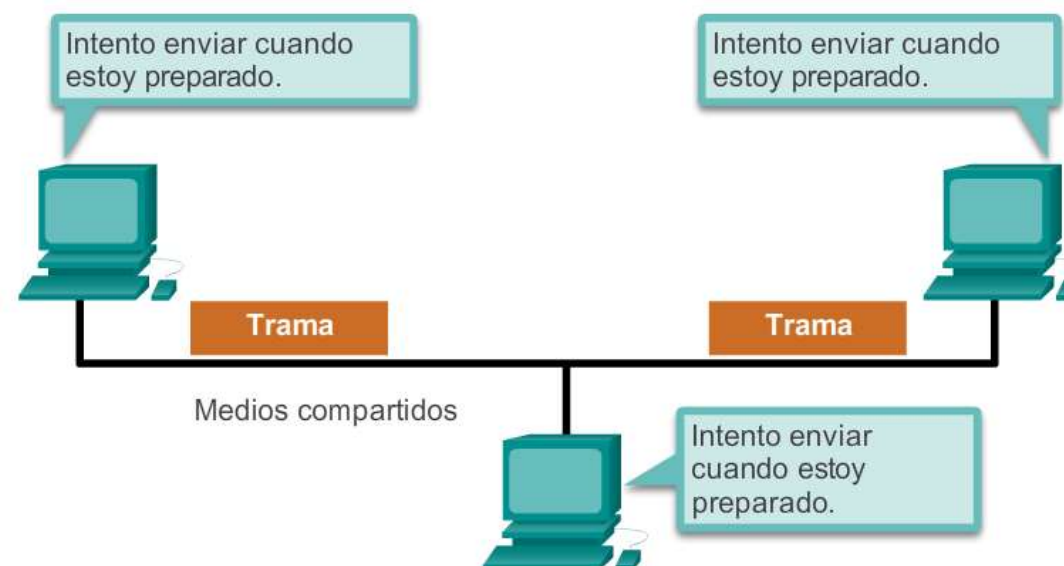 Intento enviar cuando
estoy preparado.
Intento enviar cuando
estoy preparado.
Trama
Trama
Medios compartidos
Intento enviar
cuando estoy
preparado.